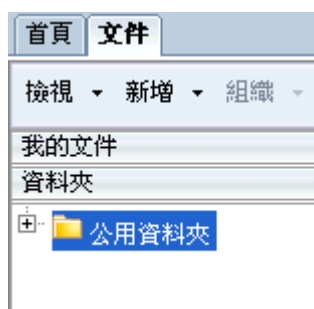 首頁 文件
檢視 新增 組織
我的文件
資料夾
公用資料夾